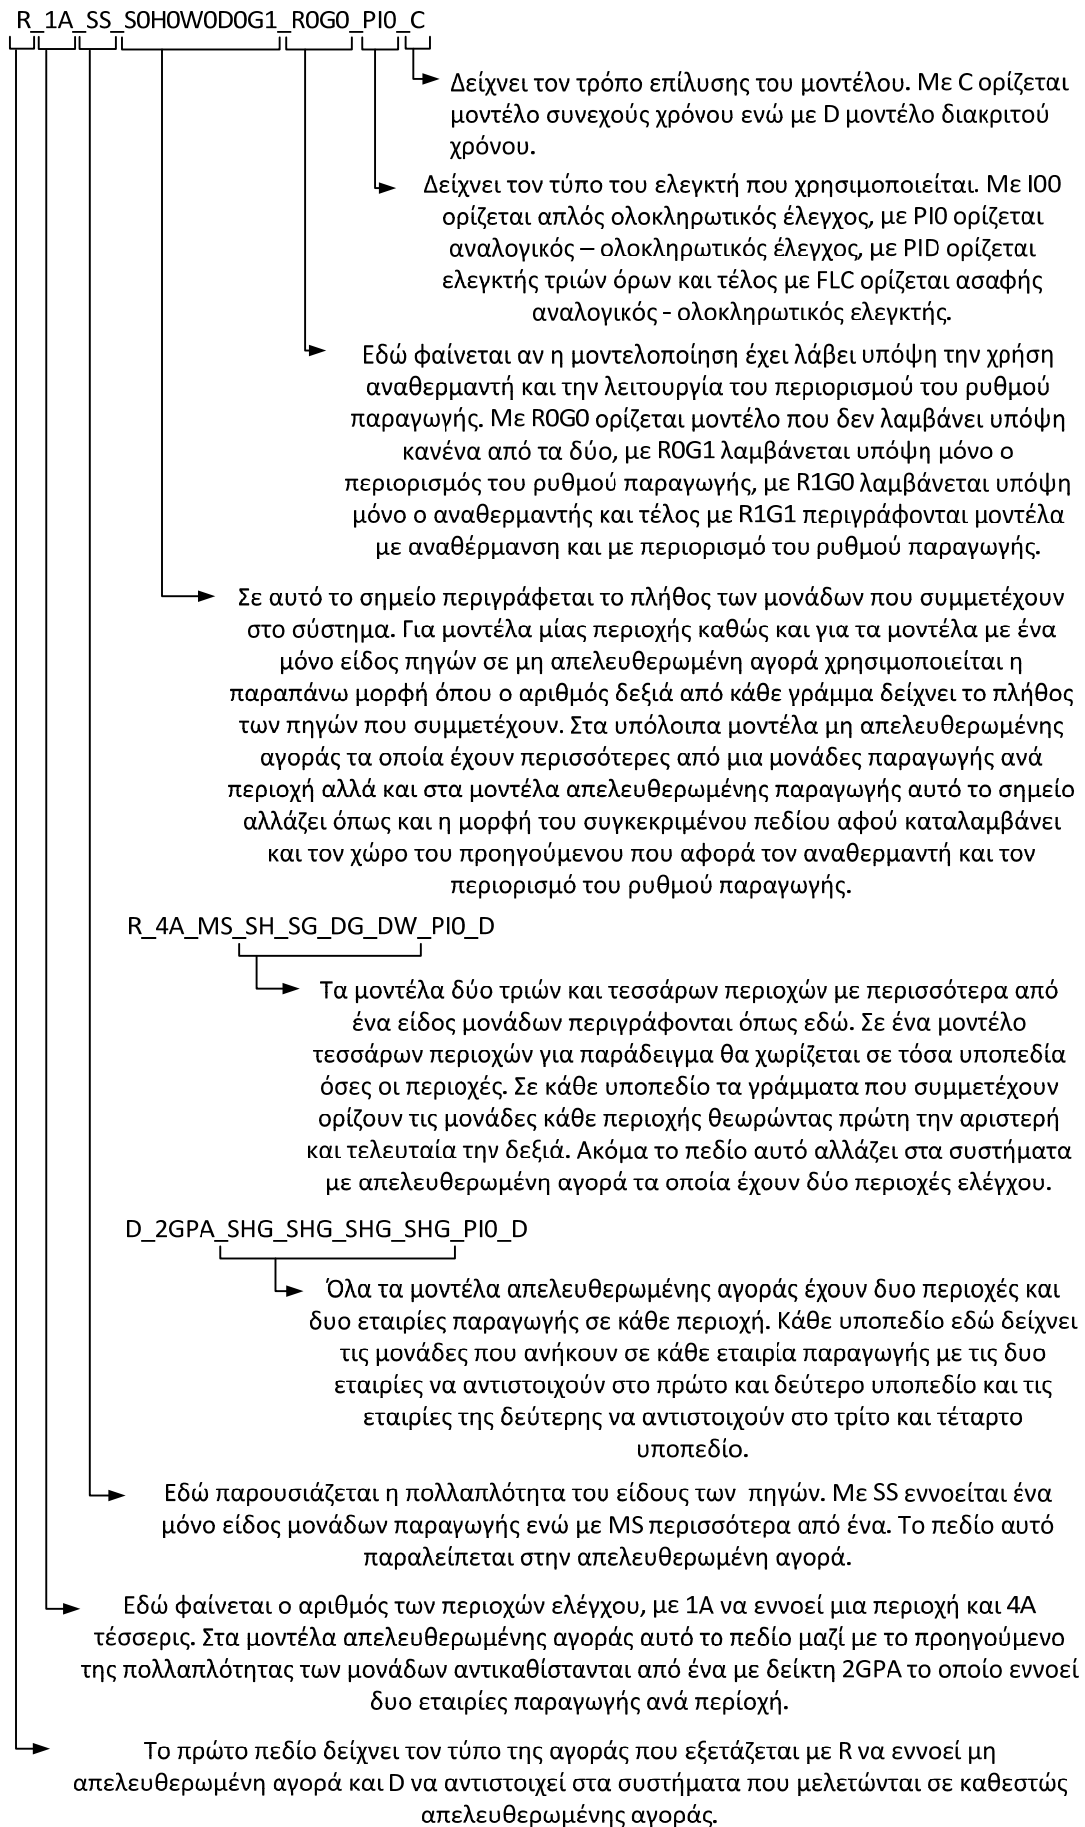 R_1A_SS_S0H0W0D0G1_R0G0_PI0_C
Δείχνει τον τρόπο επίλυσης του μοντέλου. Με C ορίζεται
μοντέλο συνεχούς χρόνου ενώ με D μοντέλο διακριτού
χρόνου.
Δείχνει τον τύπο του ελεγκτή που χρησιμοποιείται. Με I00
ορίζεται απλός ολοκληρωτικός έλεγχος, με PI0 ορίζεται
αναλογικός – ολοκληρωτικός έλεγχος, με PID ορίζεται
ελεγκτής τριών όρων και τέλος με FLC ορίζεται ασαφής
αναλογικός - ολοκληρωτικός ελεγκτής.
Εδώ φαίνεται αν η μοντελοποίηση έχει λάβει υπόψη την χρήση
αναθερμαντή και την λειτουργία του περιορισμού του ρυθμού
παραγωγής. Με R0G0 ορίζεται μοντέλο που δεν λαμβάνει υπόψη
κανένα από τα δύο, με R0G1 λαμβάνεται υπόψη μόνο ο
περιορισμός του ρυθμού παραγωγής, με R1G0 λαμβάνεται υπόψη
μόνο ο αναθερμαντής και τέλος με R1G1 περιγράφονται μοντέλα
με αναθέρμανση και με περιορισμό του ρυθμού παραγωγής.
Σε αυτό το σημείο περιγράφεται το πλήθος των μονάδων που συμμετέχουν
στο σύστημα. Για μοντέλα μίας περιοχής καθώς και για τα μοντέλα με ένα
μόνο είδος πηγών σε μη απελευθερωμένη αγορά χρησιμοποιείται η
παραπάνω μορφή όπου ο αριθμός δεξιά από κάθε γράμμα δείχνει το πλήθος
των πηγών που συμμετέχουν. Στα υπόλοιπα μοντέλα μη απελευθερωμένης
αγοράς τα οποία έχουν περισσότερες από μια μονάδες παραγωγής ανά
περιοχή αλλά και στα μοντέλα απελευθερωμένης παραγωγής αυτό το σημείο
αλλάζει όπως και η μορφή του συγκεκριμένου πεδίου αφού καταλαμβάνει
και τον χώρο του προηγούμενου που αφορά τον αναθερμαντή και τον
περιορισμό του ρυθμού παραγωγής.
R_4A_MS_SH_SG_DG_DW_PI0_D
Τα μοντέλα δύο τριών και τεσσάρων περιοχών με περισσότερα από
ένα είδος μονάδων περιγράφονται όπως εδώ. Σε ένα μοντέλο
τεσσάρων περιοχών για παράδειγμα θα χωρίζεται σε τόσα υποπεδία
όσες οι περιοχές. Σε κάθε υποπεδίο τα γράμματα που συμμετέχουν
ορίζουν τις μονάδες κάθε περιοχής θεωρώντας πρώτη την αριστερή
και τελευταία την δεξιά. Ακόμα το πεδίο αυτό αλλάζει στα συστήματα
με απελευθερωμένη αγορά τα οποία έχουν δύο περιοχές ελέγχου.
D_2GPA_SHG_SHG_SHG_SHG_PI0_D
Όλα τα μοντέλα απελευθερωμένης αγοράς έχουν δυο περιοχές και
δυο εταιρίες παραγωγής σε κάθε περιοχή. Κάθε υποπεδίο εδώ δείχνει
τις μονάδες που ανήκουν σε κάθε εταιρία παραγωγής με τις δυο
εταιρίες να αντιστοιχούν στο πρώτο και δεύτερο υποπεδίο και τις
εταιρίες της δεύτερης να αντιστοιχούν στο τρίτο και τέταρτο
υποπεδίο.
Εδώ παρουσιάζεται η πολλαπλότητα του είδους των πηγών. Με SS εννοείται ένα
μόνο είδος μονάδων παραγωγής ενώ με MS περισσότερα από ένα. Το πεδίο αυτό
παραλείπεται στην απελευθερωμένη αγορά.
Εδώ φαίνεται ο αριθμός των περιοχών ελέγχου, με 1A να εννοεί μια περιοχή και 4A
τέσσερις. Στα μοντέλα απελευθερωμένης αγοράς αυτό το πεδίο μαζί με το προηγούμενο
της πολλαπλότητας των μονάδων αντικαθίστανται από ένα με δείκτη 2GPA το οποίο εννοεί
δυο εταιρίες παραγωγής ανά περίοχή.
Το πρώτο πεδίο δείχνει τον τύπο της αγοράς που εξετάζεται με R να εννοεί μη
απελευθερωμένη αγορά και D να αντιστοιχεί στα συστήματα που μελετώνται σε καθεστώς
απελευθερωμένης αγοράς.